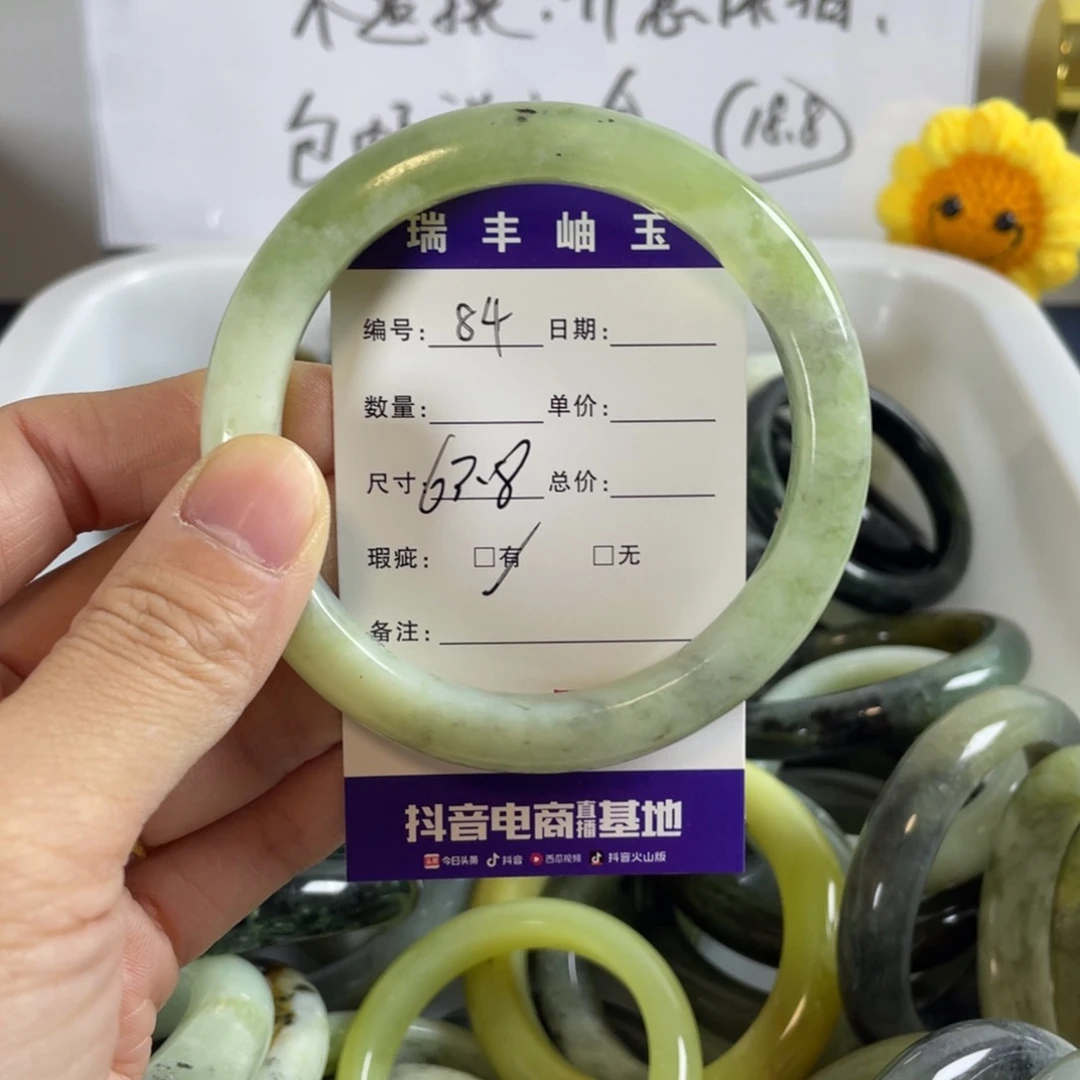 包邮
18.8
瑞丰岫玉
编号: 84 日期:
数量: 单价:
尺寸: 67.8 总价:
瑕疵: □有 □无
备注:
抖音电商直播基地
今日头条 抖音 西瓜视频 抖音火山版